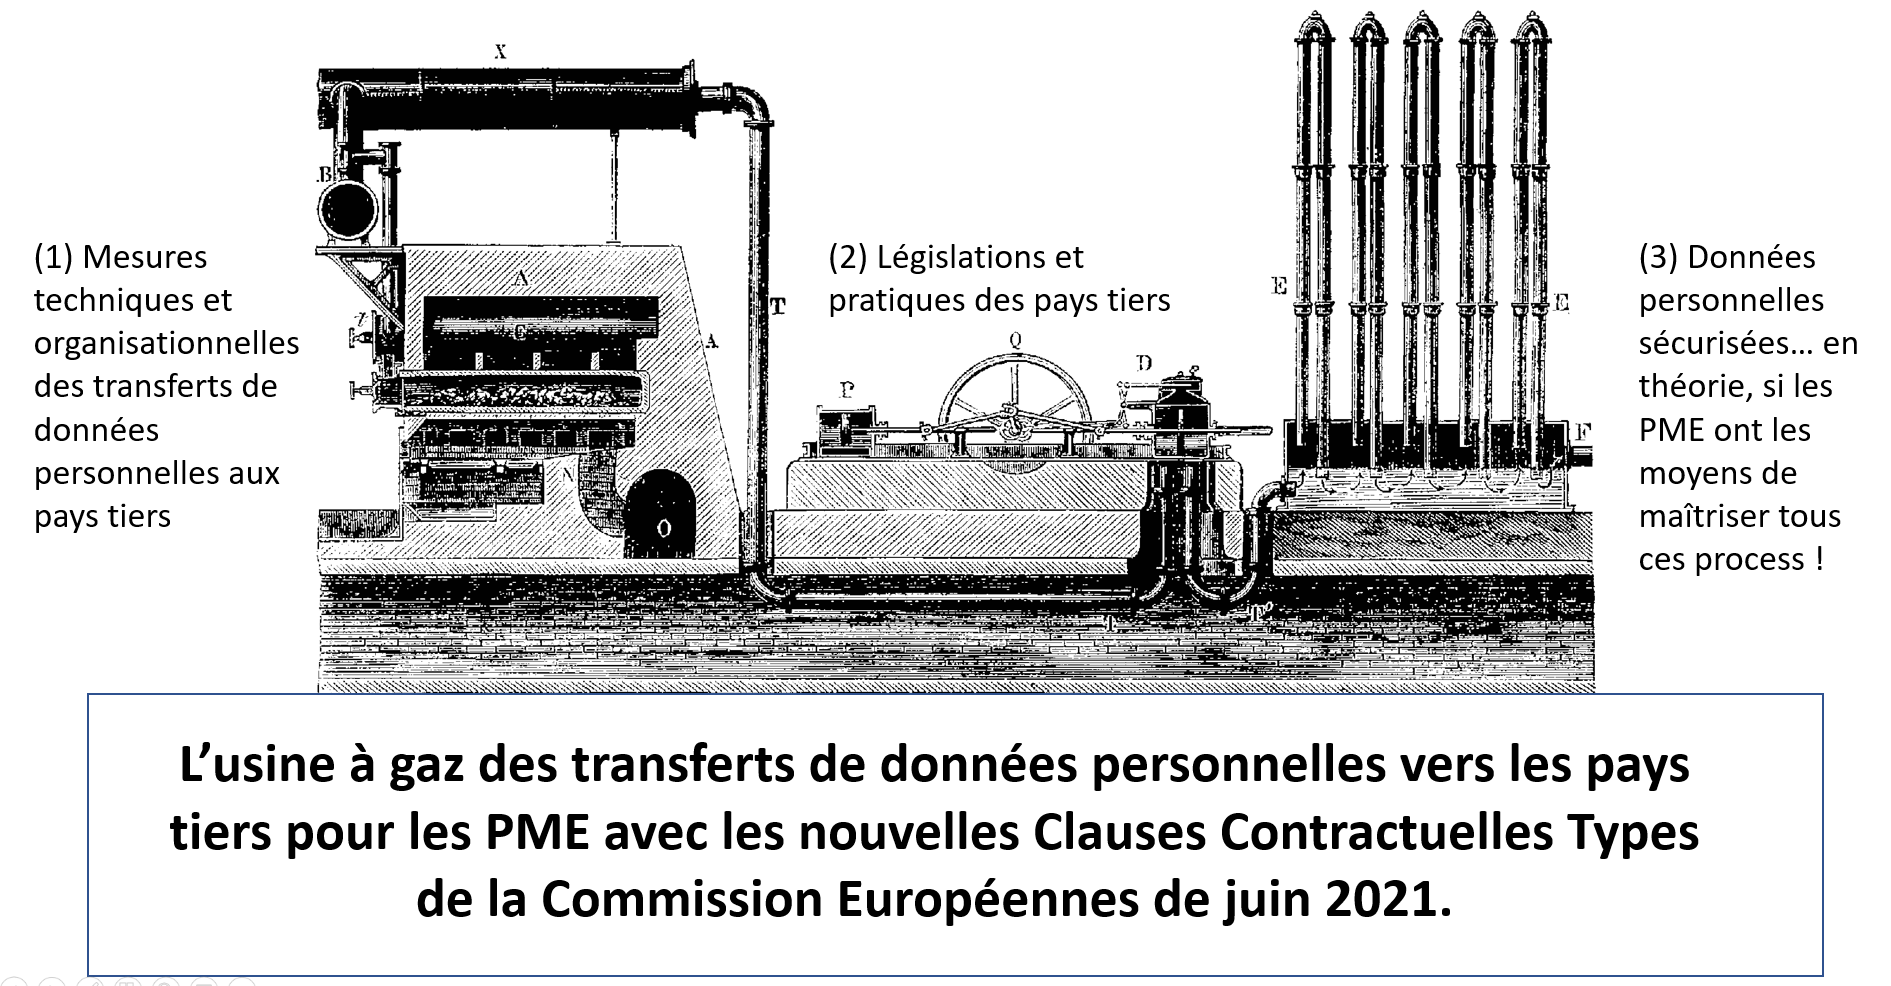 X
B
(1) Mesures
techniques et
organisationnelles
des transferts de
données
personnelles aux
pays tiers
A
C
A
N
O
T
(2) Législations et
pratiques des pays tiers
Q
P
D
E
E
F
(3) Données
personnelles
sécurisées... en
théorie, si les
PME ont les
moyens de
maîtriser tous
ces process !
L’usine à gaz des transferts de données personnelles vers les pays
tiers pour les PME avec les nouvelles Clauses Contractuelles Types
de la Commission Européennes de juin 2021.